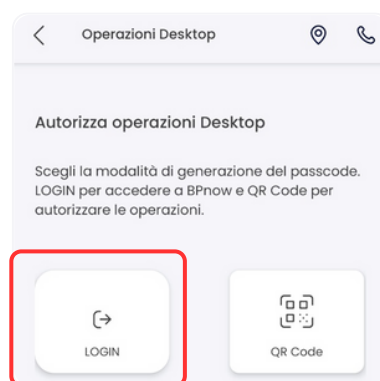 Operazioni Desktop
Autorizza operazioni Desktop
Scegli la modalità di generazione del passcode.
LOGIN per accedere a BPnow e QR Code per
autorizzare le operazioni.
LOGIN
QR Code